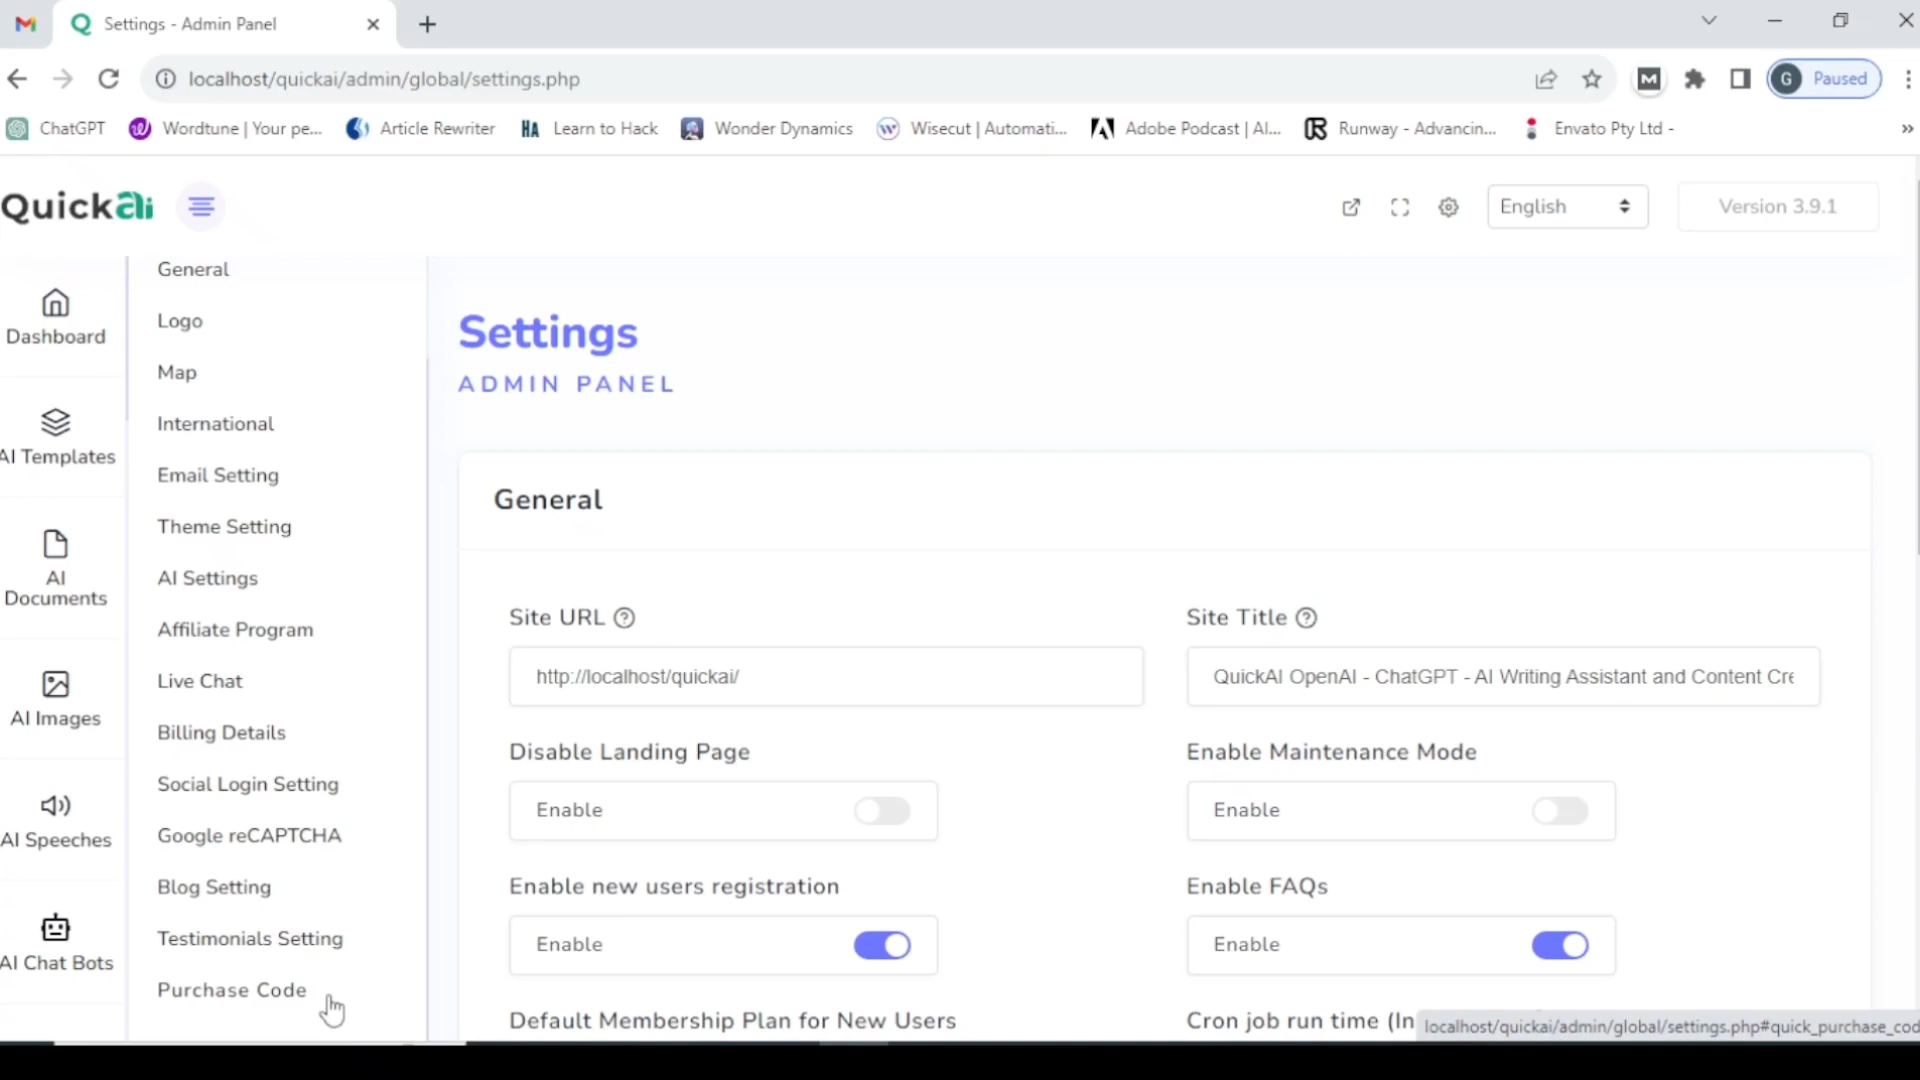 Settings - Admin Panel
localhost/quickai/admin/global/settings.php
G Paused
ChatGPT
Wordtune | Your pe...
Article Rewriter
HA Learn to Hack
Wonder Dynamics
Wisecut | Automati...
Adobe Podcast | AI...
Runway - Advancin...
Envato Pty Ltd -
»
QuickAi
English
Version 3.9.1
Dashboard
AI Templates
AI
Documents
AI Images
AI Speeches
AI Chat Bots
General
Logo
Map
International
Email Setting
Theme Setting
AI Settings
Affiliate Program
Live Chat
Billing Details
Social Login Setting
Google reCAPTCHA
Blog Setting
Testimonials Setting
Purchase Code
Settings
ADMIN PANEL
General
Site URL ?
http://localhost/quickai/
Site Title ?
QuickAI OpenAI - ChatGPT - AI Writing Assistant and Content Cre
Disable Landing Page
Enable
Enable Maintenance Mode
Enable
Enable new users registration
Enable
Enable FAQs
Enable
Default Membership Plan for New Users
Cron job run time (In
localhost/quickai/admin/global/settings.php#quick_purchase_cod